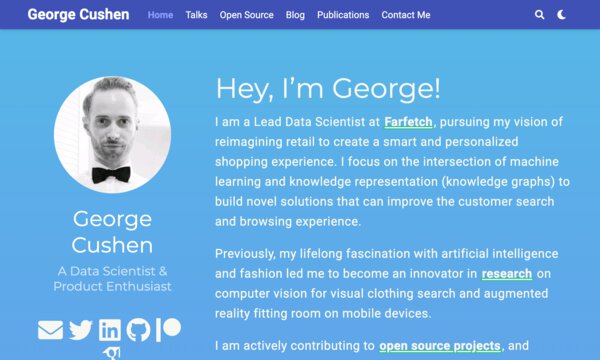 George Cushen Home Talks Open Source Blog Publications Contact Me
George
Cushen
A Data Scientist &
Product Enthusiast
Hey, I'm George!
I am a Lead Data Scientist at Farfetch, pursuing my vision of
reimagining retail to create a smart and personalized
shopping experience. I focus on the intersection of machine
learning and knowledge representation (knowledge graphs) to
build novel solutions that can improve the customer search
and browsing experience.
Previously, my lifelong fascination with artificial intelligence
and fashion led me to become an innovator in research on
computer vision for visual clothing search and augmented
reality fitting room on mobile devices.
I am actively contributing to open source projects, and